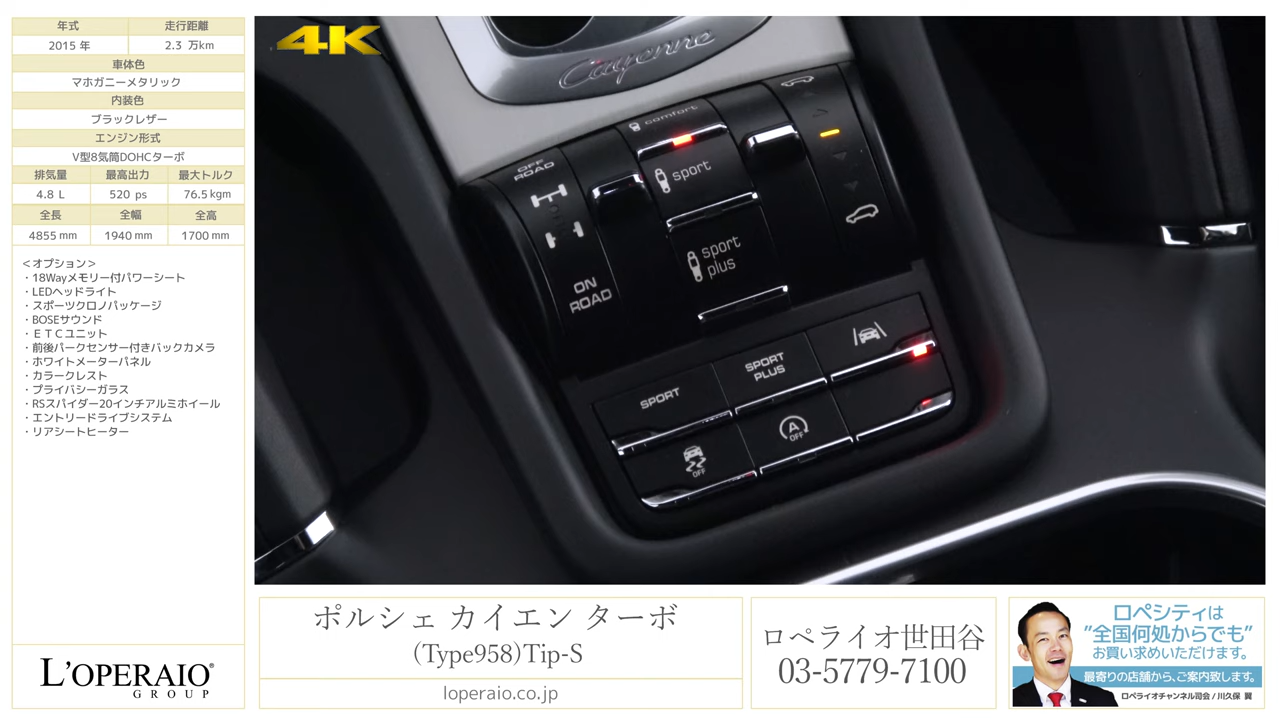 年式 走行距離
2015 年 2.3 万km
車体色
マホガニーメタリック
内装色
ブラックレザー
エンジン形式
V型8気筒DOHCターボ
排気量 最高出力 最大トルク
4.8 L 520 ps 76.5 kgm
全長 全幅 全高
4855 mm 1940 mm 1700 mm
＜オプション＞
・18Wayメモリー付パワーシート
・LEDヘッドライト
・スポーツクロノパッケージ
・BOSEサウンド
・ＥＴＣユニット
・前後パークセンサー付きバックカメラ
・ホワイトメーターパネル
・カラークレスト
・プライバシーガラス
・RSスパイダー20インチアルミホイール
・エントリードライブシステム
・リアシートヒーター
L'OPERAIO®
GROUP
4K
Cayenne
comfort
OFF
ROAD
sport
sport
plus
ON
ROAD
SPORT
SPORT
PLUS
OFF
A
OFF
ポルシェ カイエン ターボ
(Type958)Tip-S
loperaio.co.jp
ロペライオ世田谷
03-5779-7100
ロペシティは
"全国何処からでも"
お買い求めいただけます。
最寄りの店舗から、ご案内致します。
ロペライオチャンネル司会 / 川久保 翼